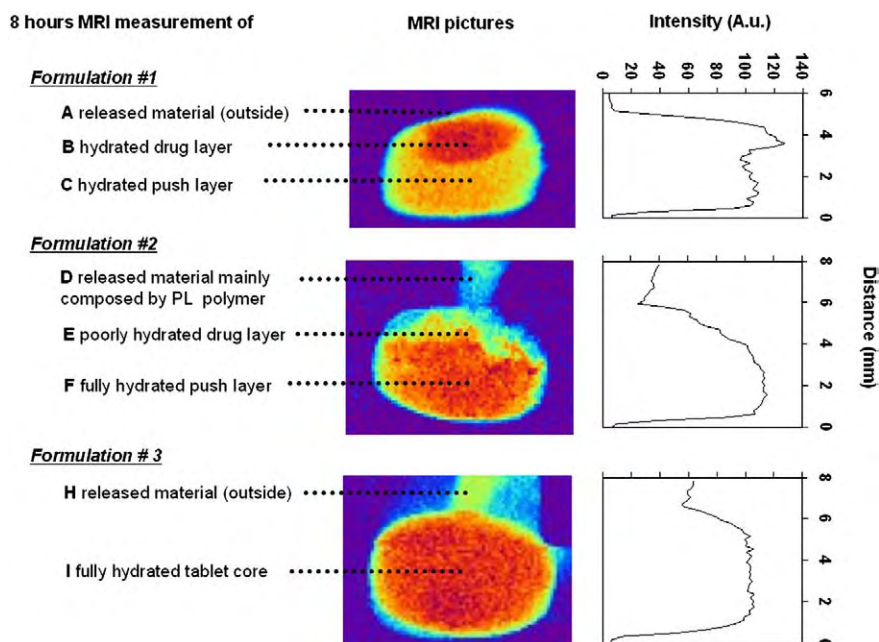 8 hours MRI measurement of
MRI pictures
Intensity (A.u.)
0 20 40 60 80 100 120 140
Formulation #1
A released material (outside)
B hydrated drug layer
C hydrated push layer
6
4
2
0
Formulation #2
D released material mainly
composed by PL polymer
E poorly hydrated drug layer
F fully hydrated push layer
8
6
4
2
0
Distance (mm)
Formulation # 3
H released material (outside)
I fully hydrated tablet core
8
6
4
2
0